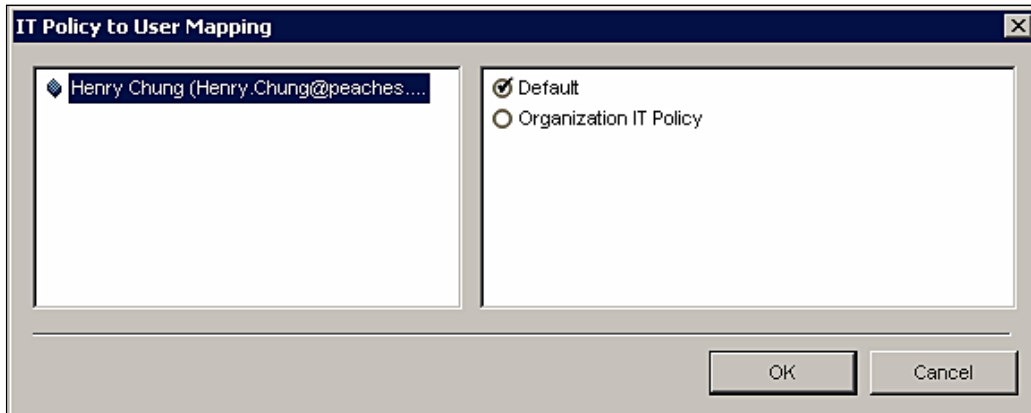 IT Policy to User Mapping
Henry Chung (Henry.Chung@peaches....
Default
Organization IT Policy
OK
Cancel